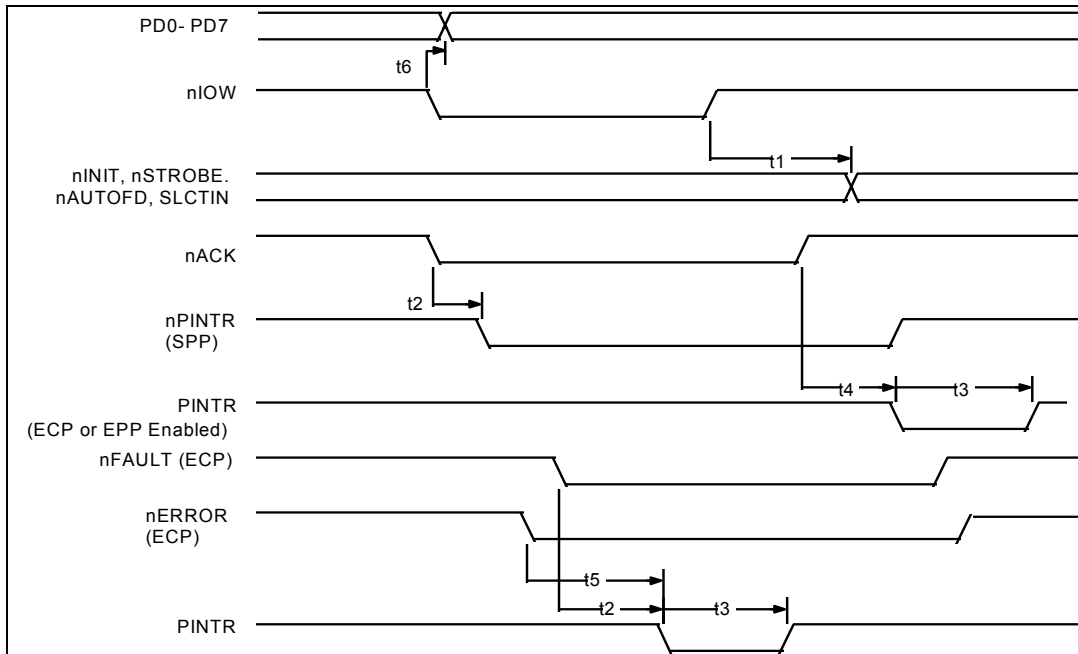 PD0- PD7
t6
nIOW
t1
nINIT, nSTROBE.
nAUTOFD, SLCTIN
nACK
t2
nPINTR
(SPP)
t4
t3
PINTR
(ECP or EPP Enabled)
nFAULT (ECP)
nERROR
(ECP)
t5
t2
t3
PINTR